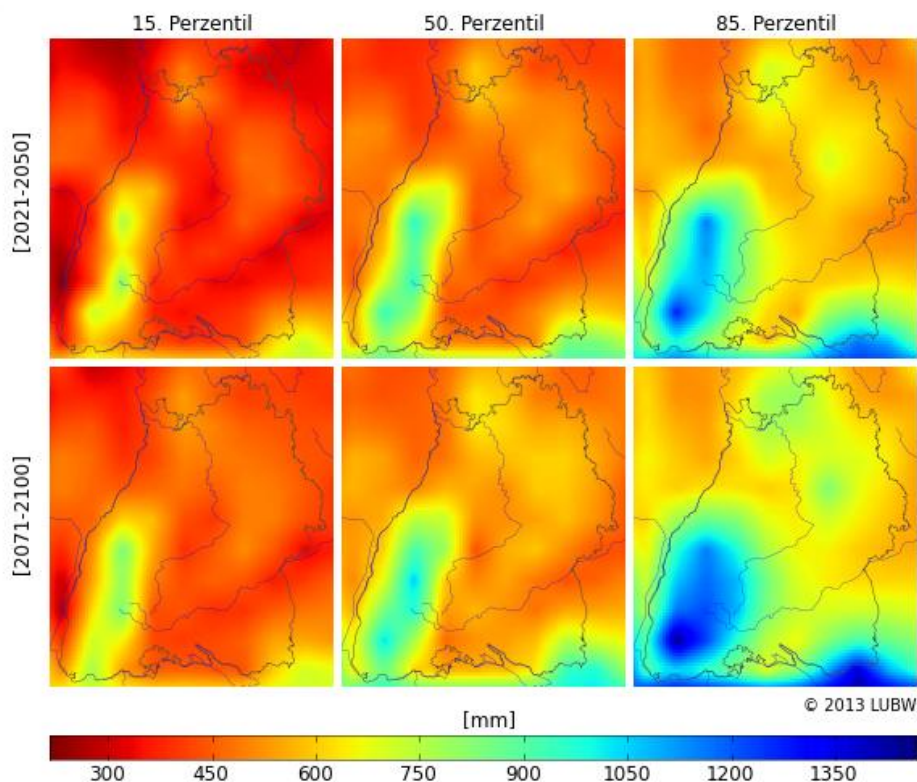 15. Perzentil 50. Perzentil 85. Perzentil
[2021-2050]
[2071-2100]
© 2013 LUBW
[mm]
300 450 600 750 900 1050 1200 1350